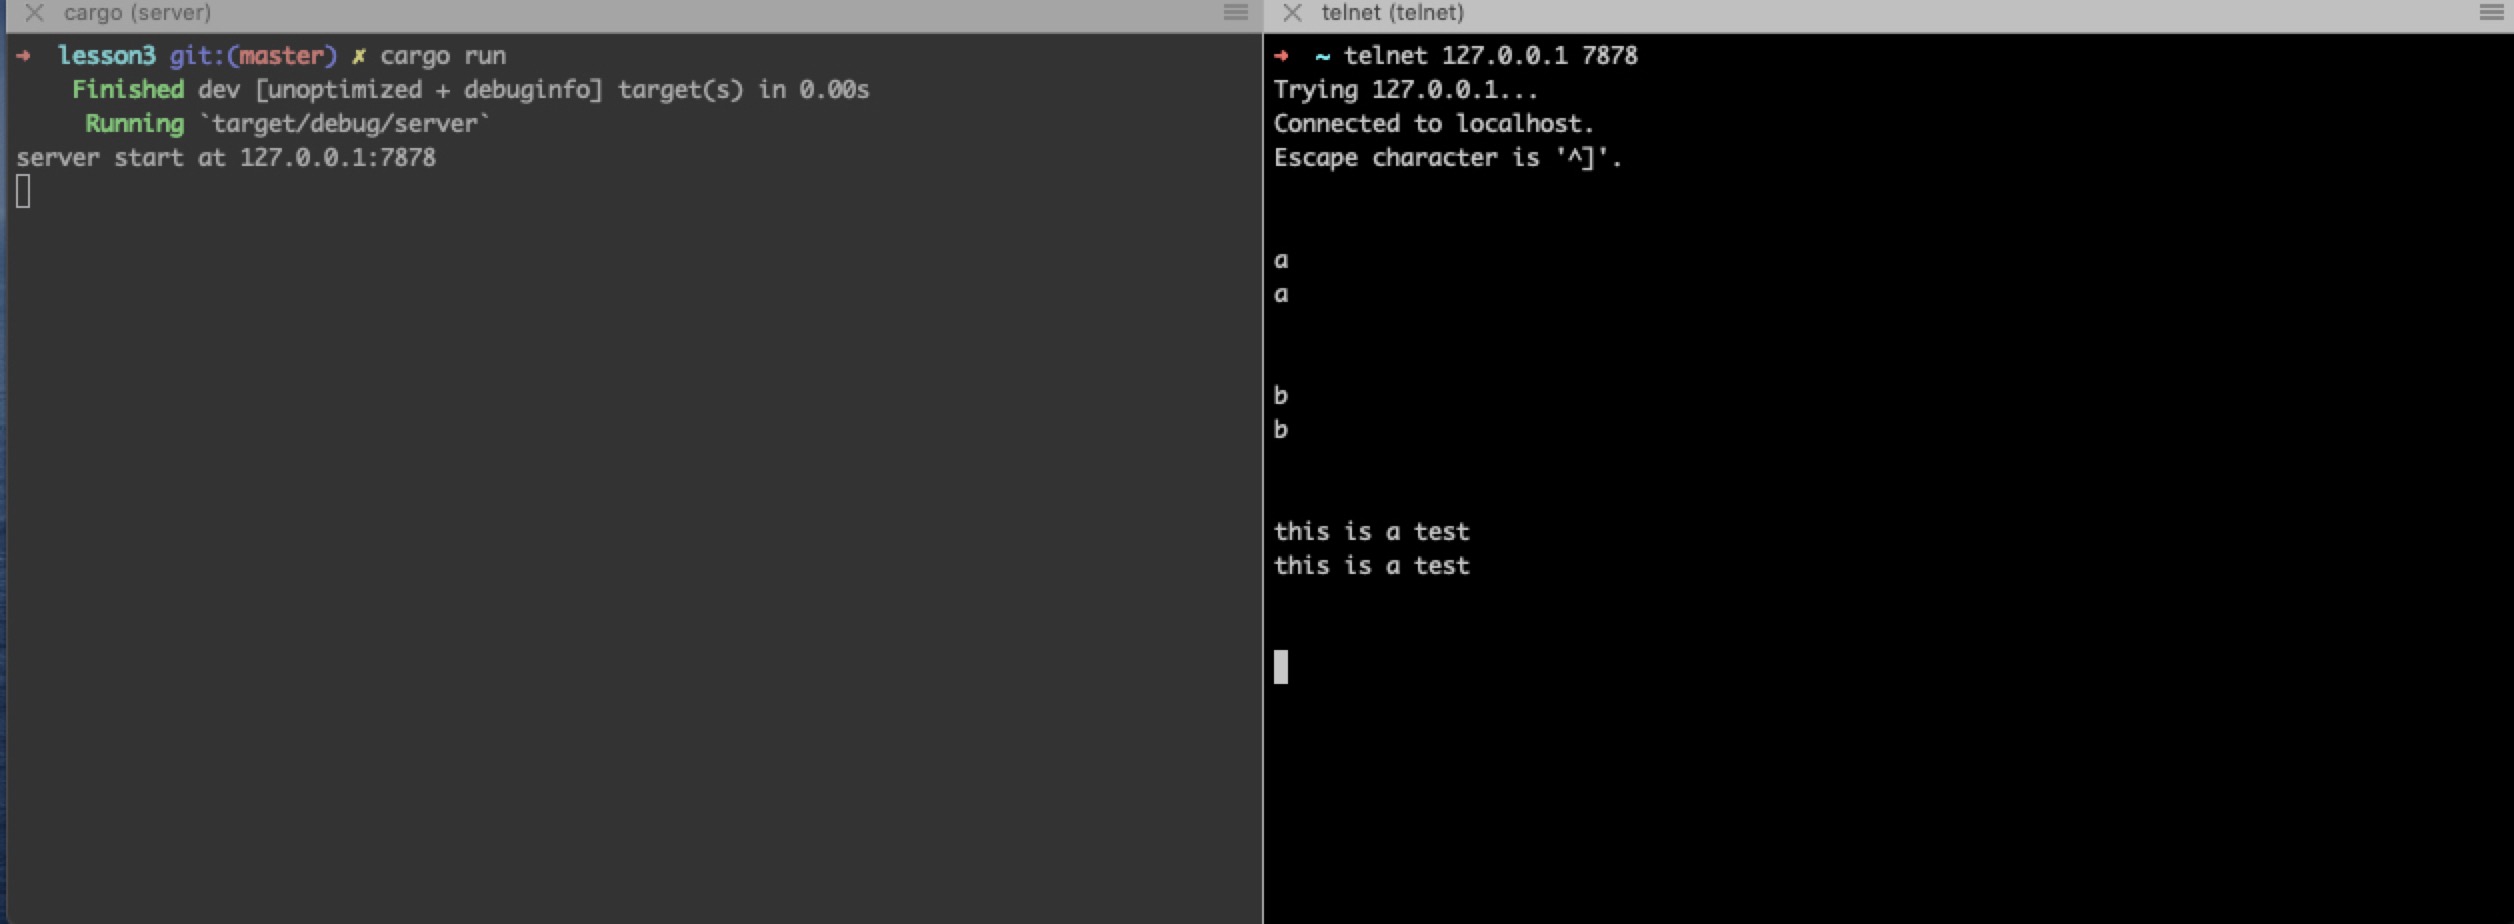 cargo (server)
➜ lesson3 git:(master) ✗ cargo run
Finished dev [unoptimized + debuginfo] target(s) in 0.00s
Running `target/debug/server`
server start at 127.0.0.1:7878
telnet (telnet)
➜ ~ telnet 127.0.0.1 7878
Trying 127.0.0.1...
Connected to localhost.
Escape character is '^]'.
a
a
b
b
this is a test
this is a test